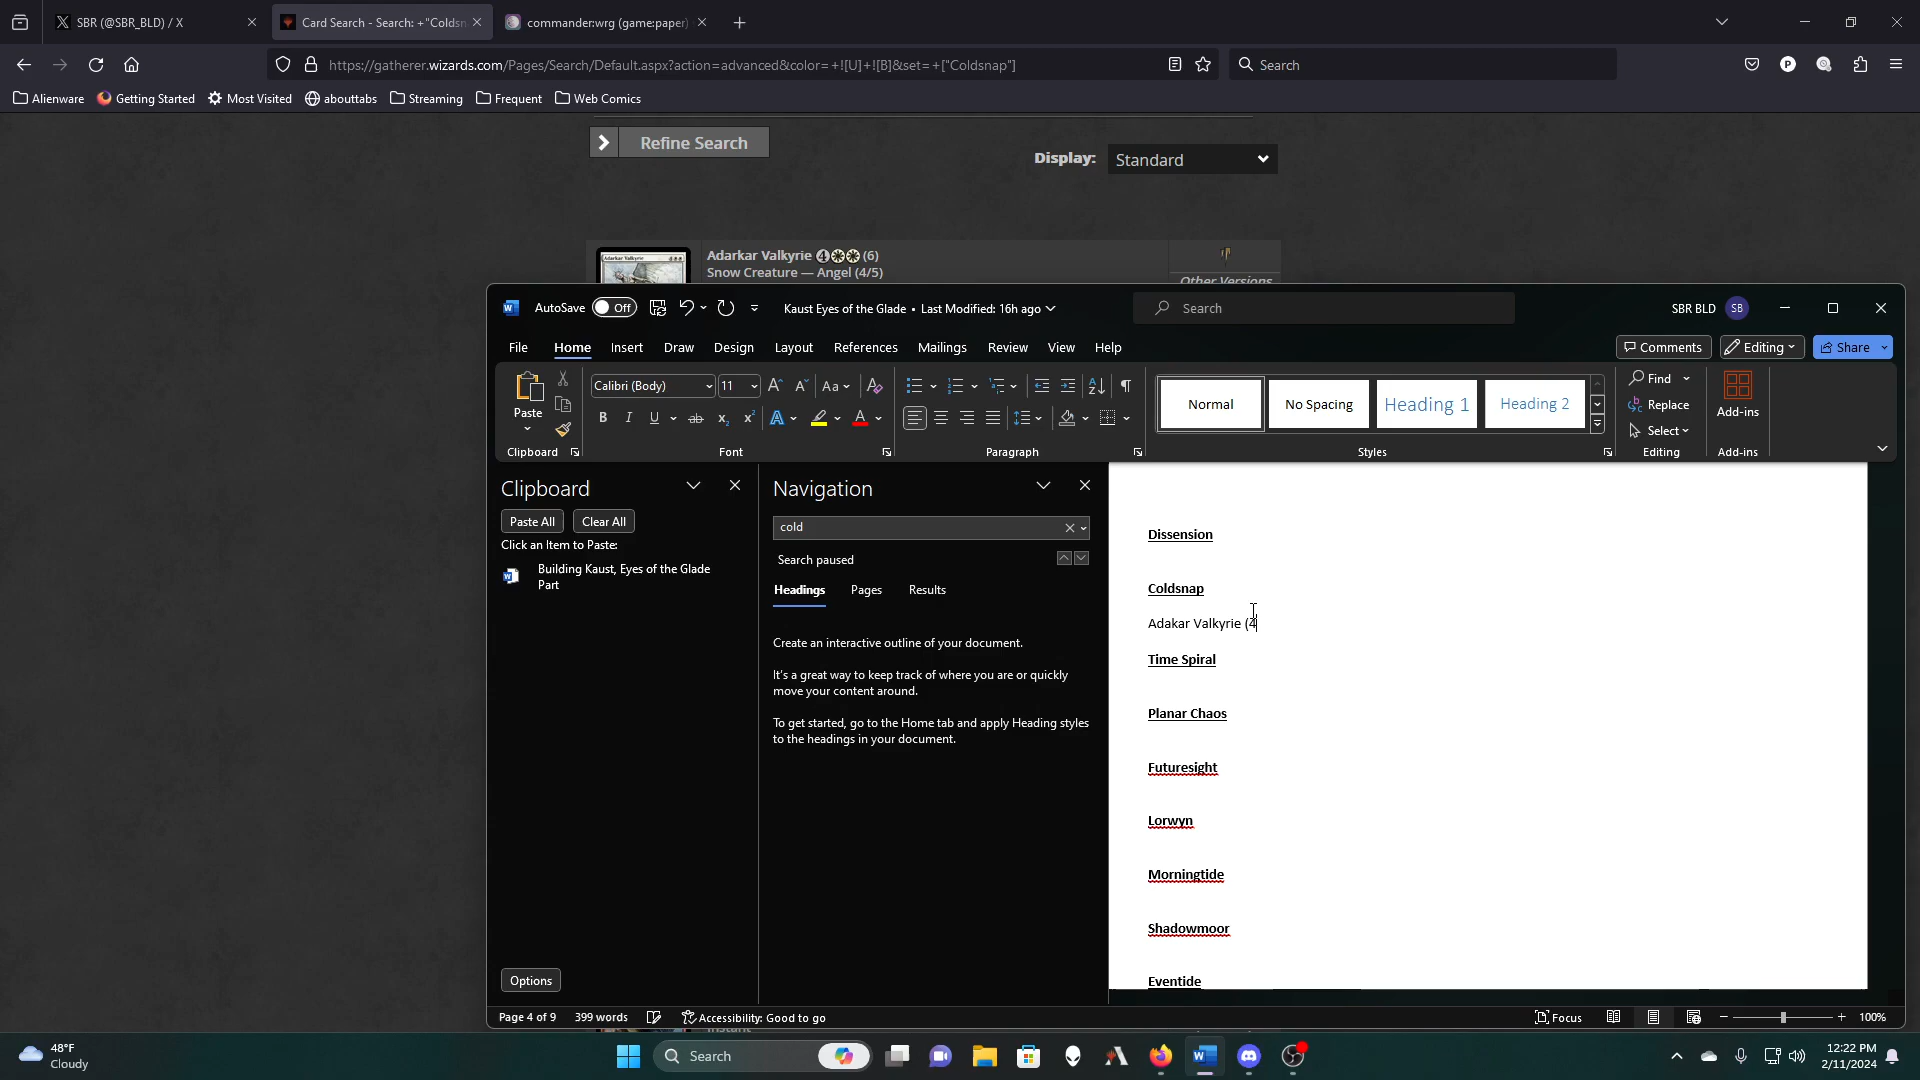 SBR (@SBR_BLD) / X
Card Search - Search: +"Coldsn
commander:wrg (game:paper)
https://gatherer.wizards.com/Pages/Search/Default.aspx?action=advanced&color=+![U]+![B]&set=+["Coldsnap"]
Search
Alienware
Getting Started
Most Visited
abouttabs
Streaming
Frequent
Web Comics
Refine Search
Display:
Standard
Adarkar Valkyrie 4 (6)
Snow Creature — Angel (4/5)
Other Versions
AutoSave Off
Kaust Eyes of the Glade • Last Modified: 16h ago
Search
SBR BLD SB
File Home Insert Draw Design Layout References Mailings Review View Help
Comments Editing Share
Paste
Calibri (Body) 11
Normal No Spacing Heading 1 Heading 2
Find
Replace
Select
Add-ins
Clipboard Font Paragraph Styles Editing Add-ins
Clipboard
Paste All Clear All
Click an Item to Paste:
Building Kaust, Eyes of the Glade
Part
Options
Navigation
cold
Search paused
Headings Pages Results
Create an interactive outline of your document.
It's a great way to keep track of where you are or quickly
move your content around.
To get started, go to the Home tab and apply Heading styles
to the headings in your document.
Dissension
Coldsnap
Adakar Valkyrie (4
Time Spiral
Planar Chaos
Futuresight
Lorwyn
Morningtide
Shadowmoor
Eventide
Page 4 of 9 399 words Accessibility: Good to go
Focus
100%
Instant
48°F
Cloudy
Search
12:22 PM
2/11/2024